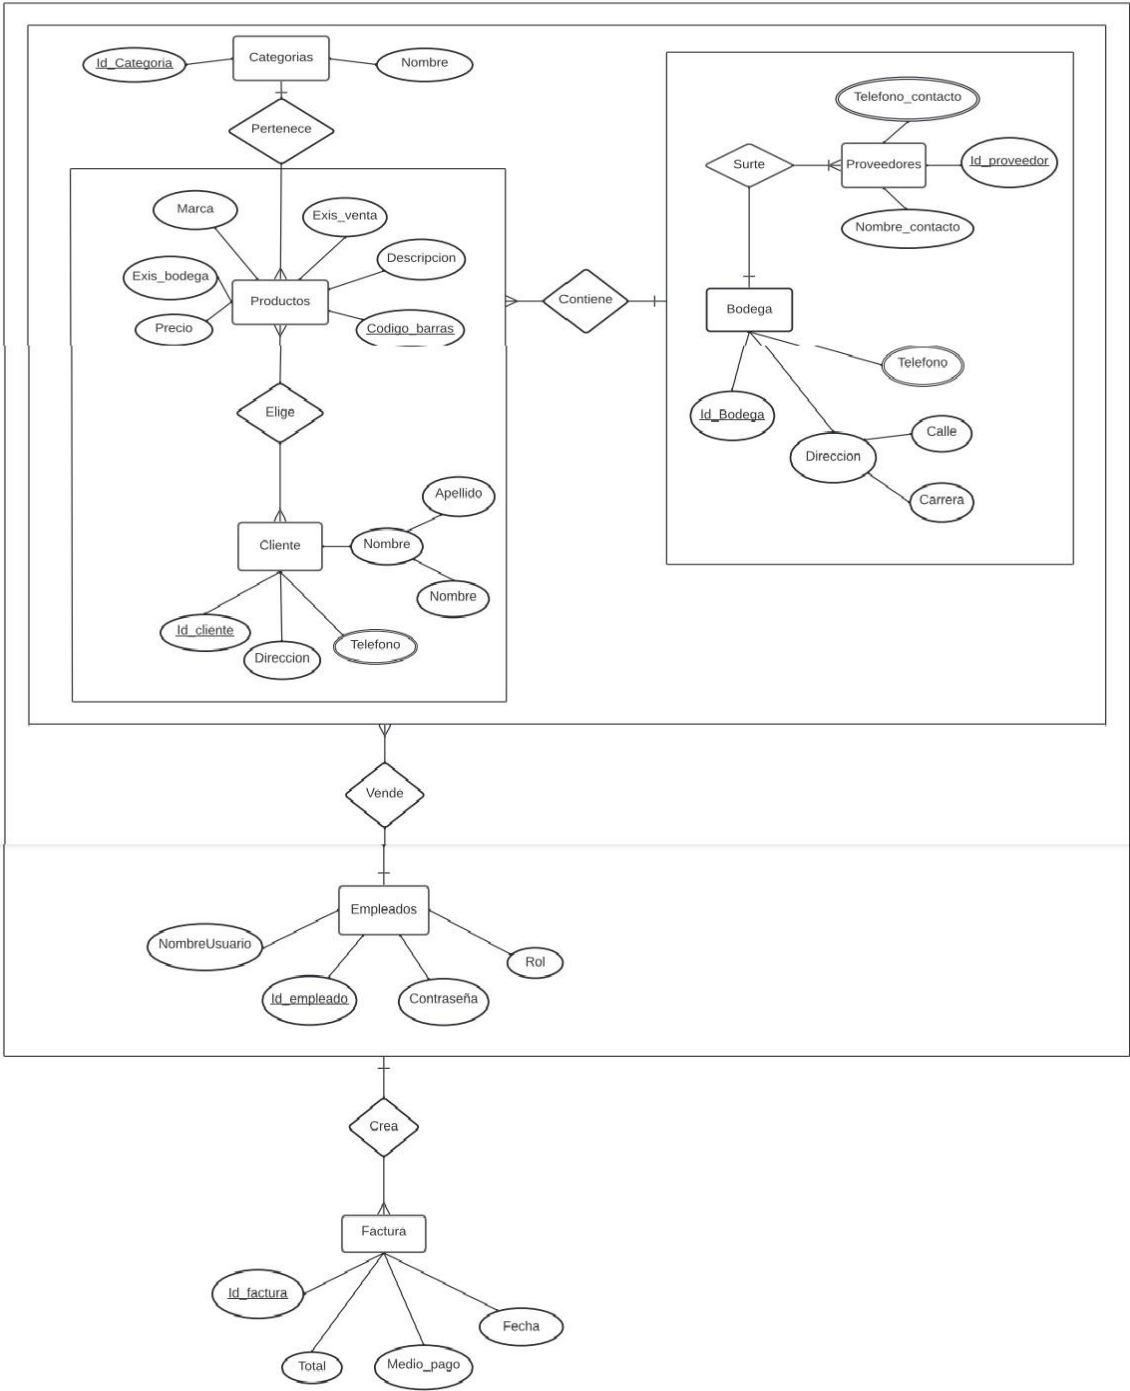 Id_Categoria
Categorias
Nombre
Pertenece
Telefono_contacto
Surte
Proveedores
Id_proveedor
Nombre_contacto
Marca
Exis_venta
Descripcion
Exis_bodega
Productos
Precio
Codigo_barras
Contiene
Bodega
Telefono
Id_Bodega
Calle
Direccion
Carrera
Elige
Apellido
Cliente
Nombre
Nombre
Id_cliente
Direccion
Telefono
Vende
Empleados
NombreUsuario
Rol
Id_empleado
Contraseña
Crea
Factura
Id_factura
Fecha
Total
Medio_pago